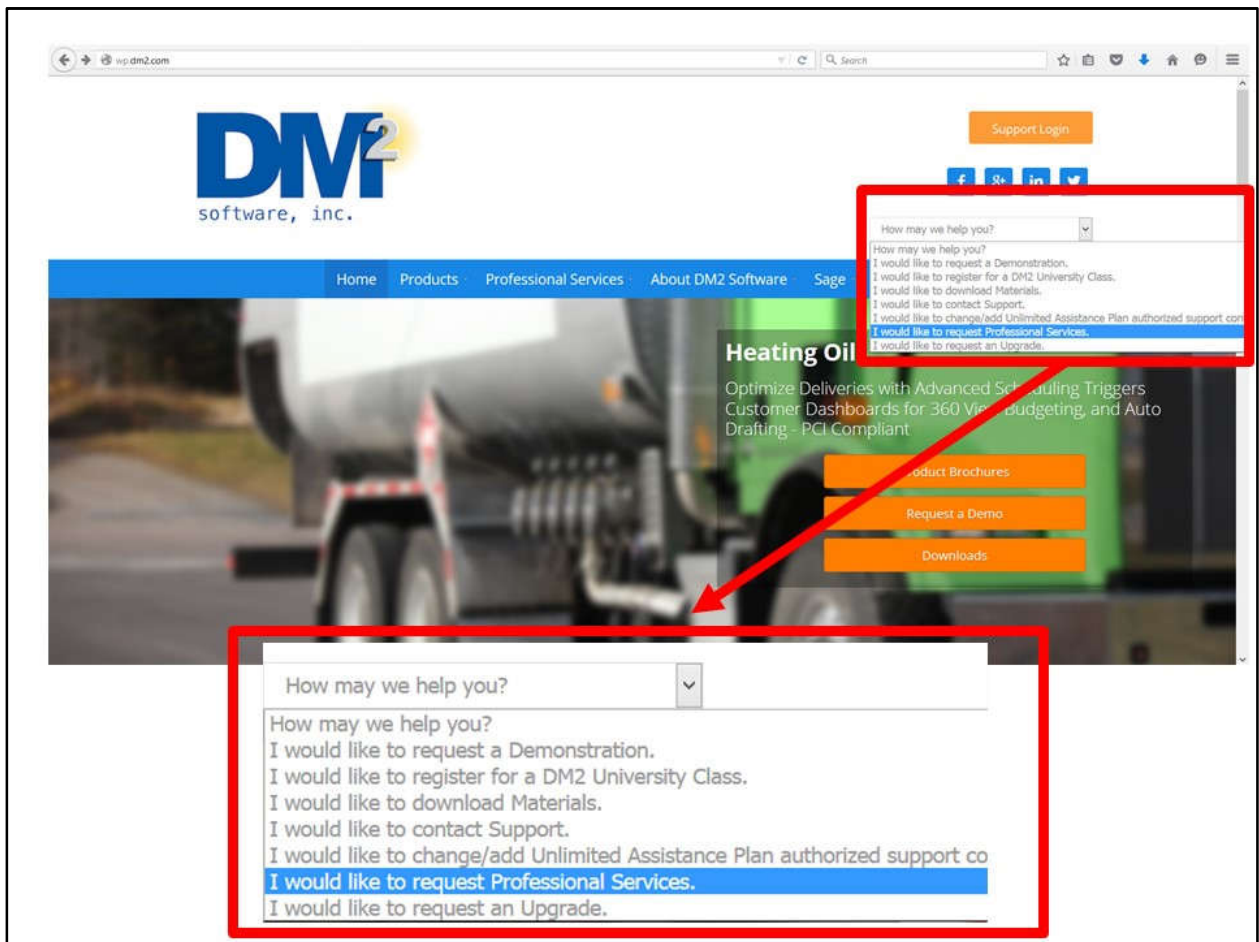 wp.dm2.com
Search
DM2
software, inc.
Support Login
f 8+ in
How may we help you?
How may we help you?
I would like to request a Demonstration.
I would like to register for a DM2 University Class.
I would like to download Materials.
I would like to contact Support.
I would like to change/add Unlimited Assistance Plan authorized support con
I would like to request Professional Services.
I would like to request an Upgrade.
Home Products Professional Services About DM2 Software Sage
Heating Oil
Optimize Deliveries with Advanced Scheduling Triggers
Customer Dashboards for 360 View Budgeting, and Auto
Drafting - PCI Compliant
Product Brochures
Request a Demo
Downloads
How may we help you?
How may we help you?
I would like to request a Demonstration.
I would like to register for a DM2 University Class.
I would like to download Materials.
I would like to contact Support.
I would like to change/add Unlimited Assistance Plan authorized support co
I would like to request Professional Services.
I would like to request an Upgrade.